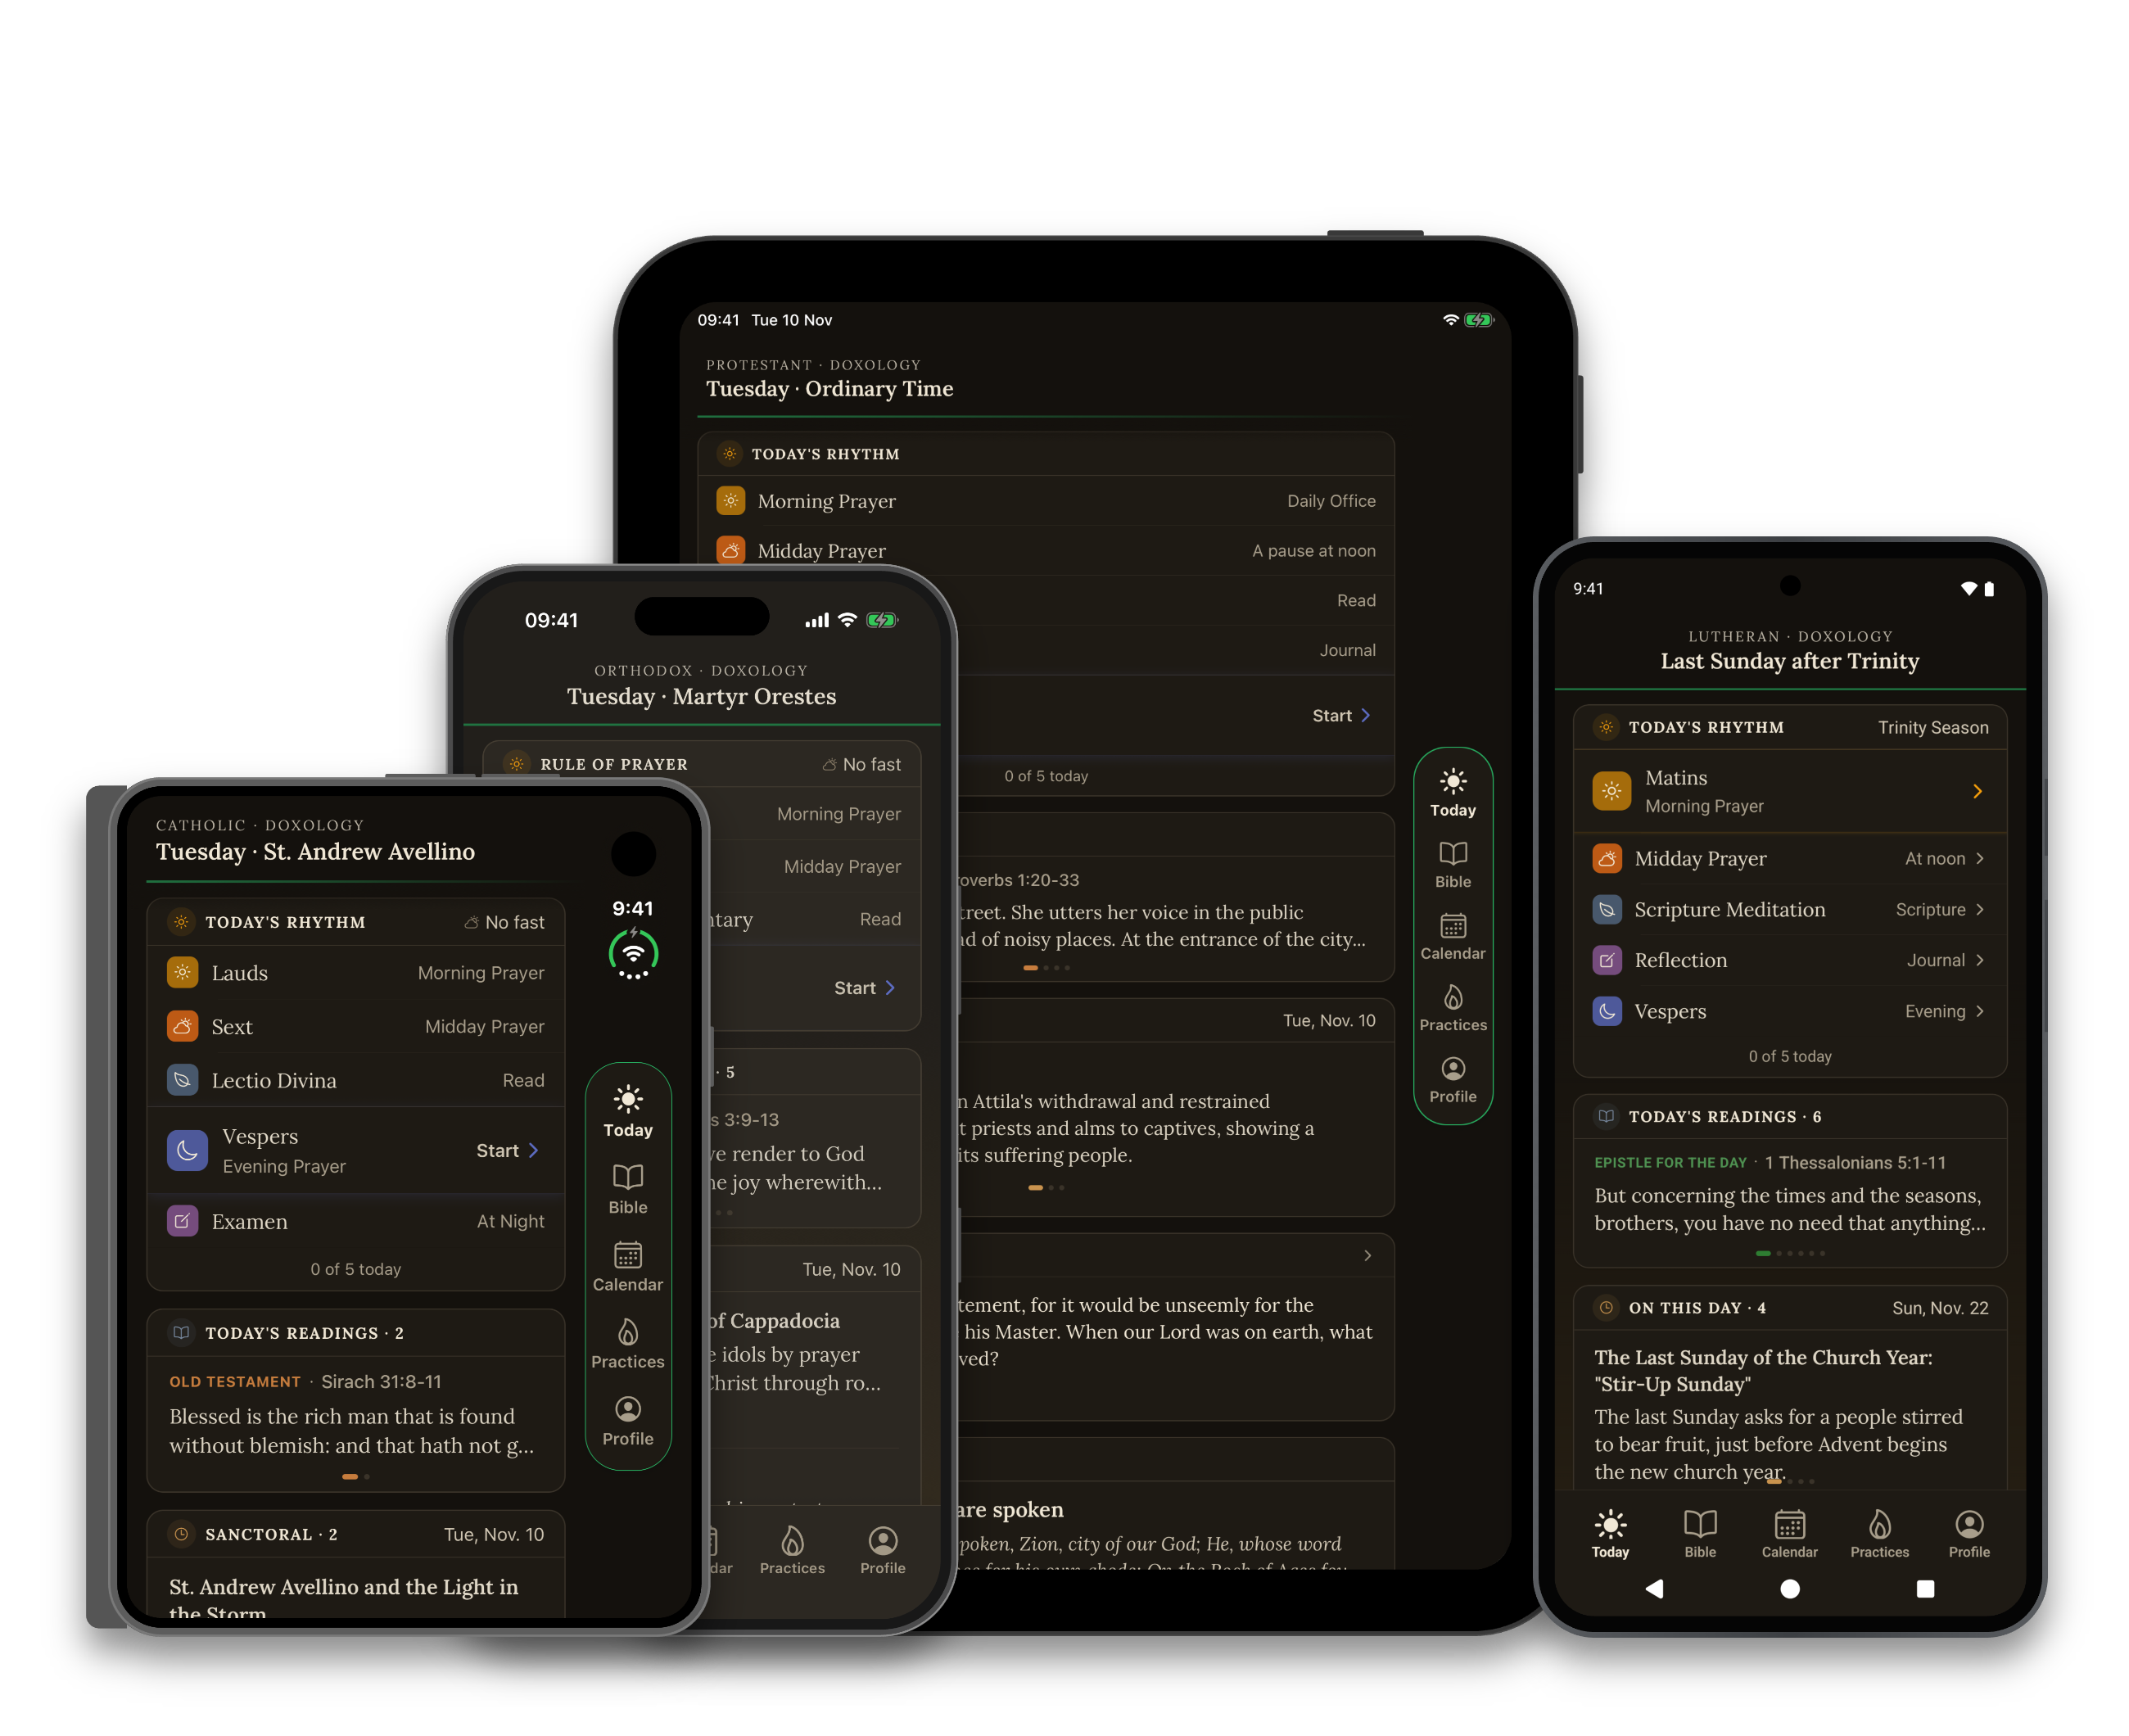 09:41 Tue 10 Nov
PROTESTANT · DOXOLOGY
Tuesday · Ordinary Time
TODAY'S RHYTHM
Morning Prayer Daily Office
Midday Prayer A pause at noon
Read
Journal
Start
0 of 5 today
Proverbs 1:20-33
street. She utters her voice in the public
of noisy places. At the entrance of the city...
Tue, Nov. 10
Attila's withdrawal and restrained
priests and alms to captives, showing a
its suffering people.
for it would be unseemly for the
his Master. When our Lord was on earth, what
are spoken
spoken, Zion, city of our God; He, whose word
Today
Bible
Calendar
Practices
Profile
09:41
ORTHODOX · DOXOLOGY
Tuesday · Martyr Orestes
RULE OF PRAYER No fast
Morning Prayer
Midday Prayer
Read
Start
· 5
3:9-13
render to God
joy wherewith...
Tue, Nov. 10
of Cappadocia
idols by prayer
Christ through ro...
Practices
Profile
CATHOLIC · DOXOLOGY
Tuesday · St. Andrew Avellino
9:41
TODAY'S RHYTHM No fast
Lauds Morning Prayer
Sext Midday Prayer
Lectio Divina Read
Vespers
Evening Prayer
Start
Examen At Night
0 of 5 today
TODAY'S READINGS · 2
OLD TESTAMENT · Sirach 31:8-11
Blessed is the rich man that is found
without blemish: and that hath not g...
SANCTORAL · 2 Tue, Nov. 10
St. Andrew Avellino and the Light in
the Storm
Today
Bible
Calendar
Practices
Profile
9:41
LUTHERAN · DOXOLOGY
Last Sunday after Trinity
TODAY'S RHYTHM Trinity Season
Matins
Morning Prayer
Midday Prayer At noon
Scripture Meditation Scripture
Reflection Journal
Vespers Evening
0 of 5 today
TODAY'S READINGS · 6
EPISTLE FOR THE DAY · 1 Thessalonians 5:1-11
But concerning the times and the seasons,
brothers, you have no need that anything...
ON THIS DAY · 4 Sun, Nov. 22
The Last Sunday of the Church Year:
"Stir-Up Sunday"
The last Sunday asks for a people stirred
to bear fruit, just before Advent begins
the new church year.
Today Bible Calendar Practices Profile